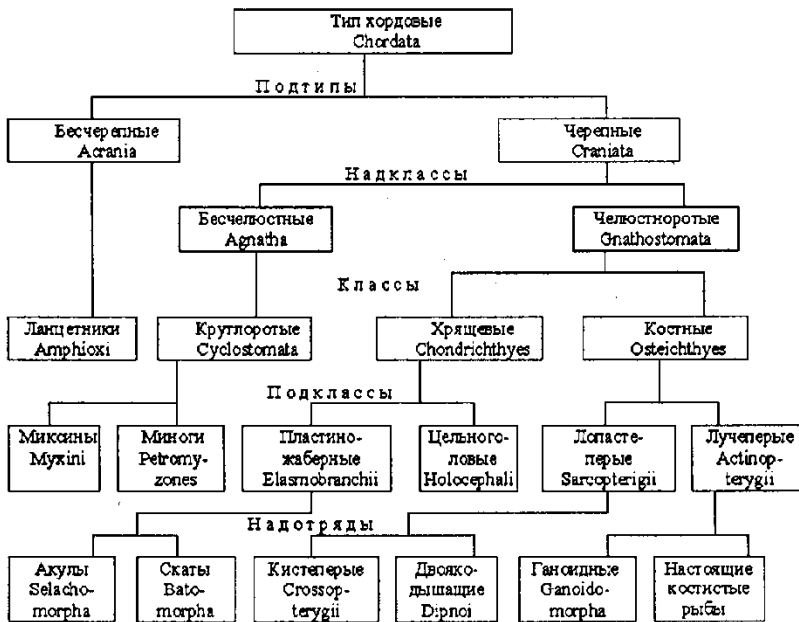 Тип хордовые
Chordata
Подтипы
Бесчерепные
Acrania
Черепные
Craniata
Надклассы
Бесчелюстные
Agnatha
Челюстноротые
Gnathostomata
Классы
Ланцетники
Amphioxi
Круглоротые
Cyclostomata
Хрящевые
Chondrichthyes
Костные
Osteichthyes
Подклассы
Миксины
Myxini
Миноги
Petromy-
zones
Пластино-
жаберные
Elasmobranchii
Цельного-
ловые
Holocephali
Лопасте-
перые
Sarcopterigii
Лучеперые
Actinop-
terygii
Надотряды
Акулы
Selacho-
morpha
Скаты
Bato-
morpha
Кистеперые
Crossop-
terygii
Двояко-
дышащие
Dipnoi
Ганоидные
Ganoido-
morpha
Настоящие
костистые
рыбы